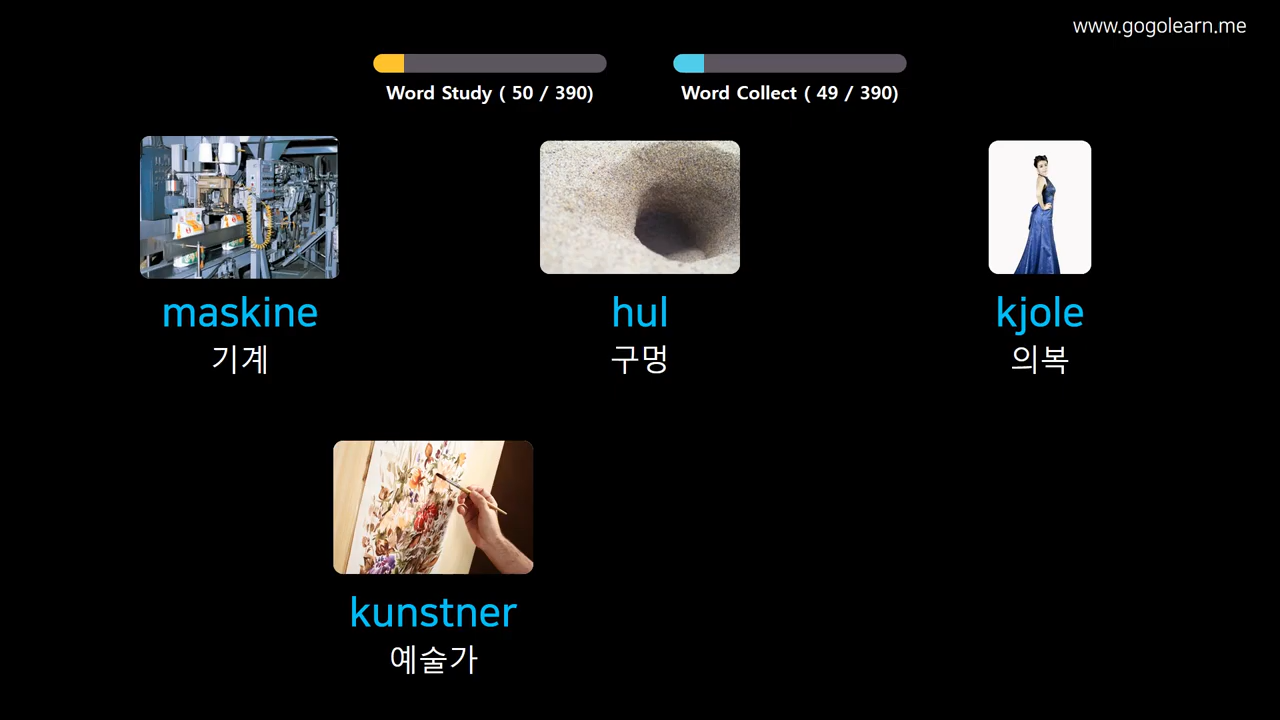 www.gogolearn.me
Word Study ( 50 / 390)
Word Collect ( 49 / 390)
maskine
기계
hul
구멍
kjole
의복
kunstner
예술가